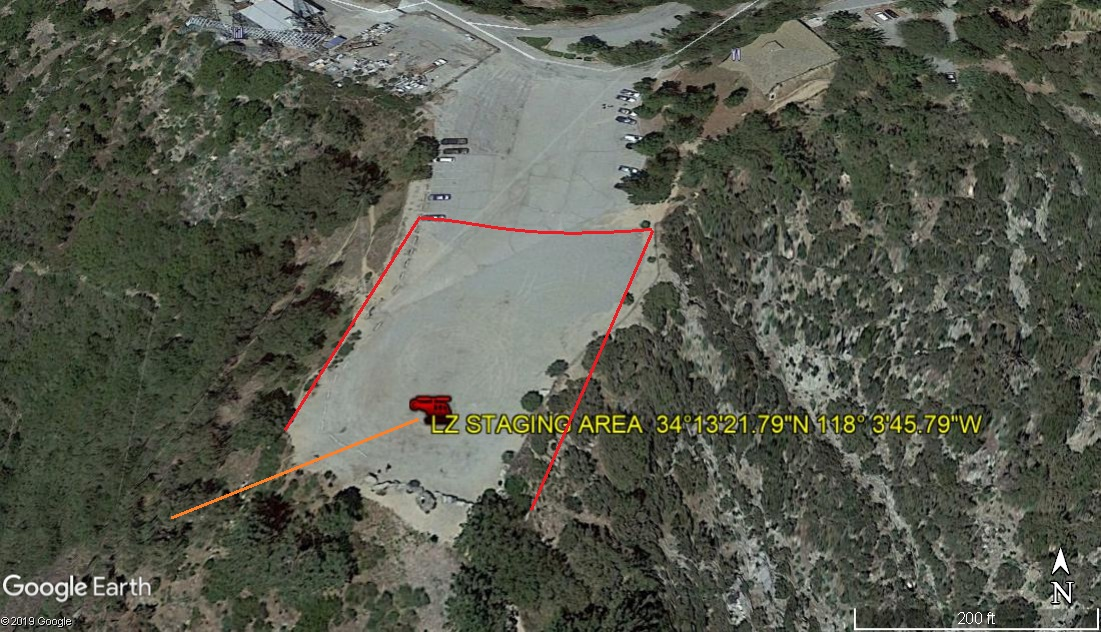 LZ STAGING AREA 34°13'21.79"N 118° 3'45.79"W
Google Earth
N
©2019 Google
200 ft